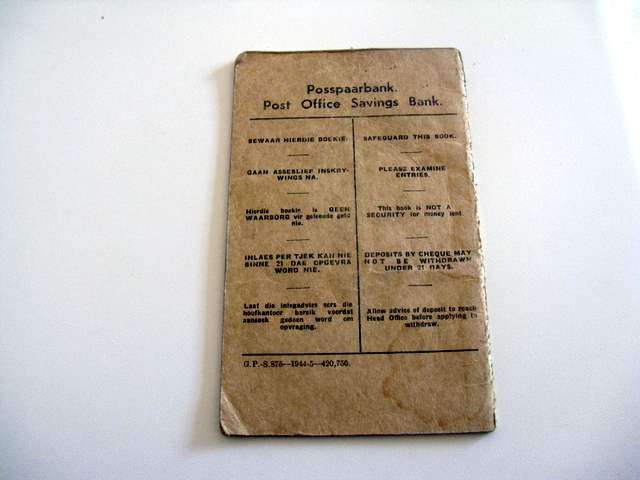 Posspaarbank.
Post Office Savings Bank.
BEWAAR HIERDIE BOEKIE.
GAAN ASSEBLIEF INSKRY-
WINGS NA.
Hierdie boekie is GEEN
WAARBORG vir geleende geld
nie.
INLAES PER TJEK KAN NIE
BINNE 21 DAE OPGEVRA
WORD NIE.
Laat die inlegadvies eers die
hoofkantoor bereik voordat
aansoek gedoen word om
opvraging.
SAFEGUARD THIS BOOK.
PLEASE EXAMINE
ENTRIES.
This book is NOT A
SECURITY for money lent.
DEPOSITS BY CHEQUE MAY
NOT BE WITHDRAWN
UNDER 21 DAYS.
Allow advice of deposit to reach
Head Office before applying to
withdraw.
G.P.-S.875—1944-5—420,750.